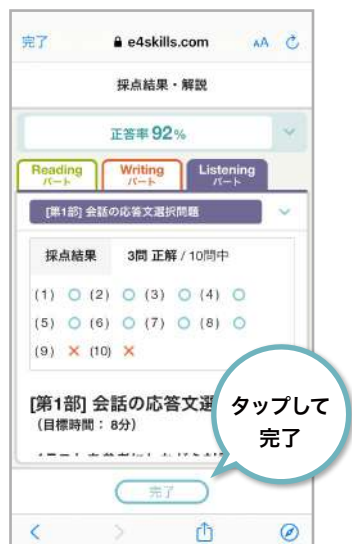 完了 e4skills.com AA
採点結果・解説
正答率 92%
Reading パート Writing パート Listening パート
[第1部] 会話の応答文選択問題
採点結果 3問 正解 / 10問中
(1) ○ (2) ○ (3) ○ (4) ○
(5) ○ (6) ○ (7) ○ (8) ○
(9) × (10) ×
[第1部] 会話の応答文選
(目標時間: 8分)
タップして
完了
完了